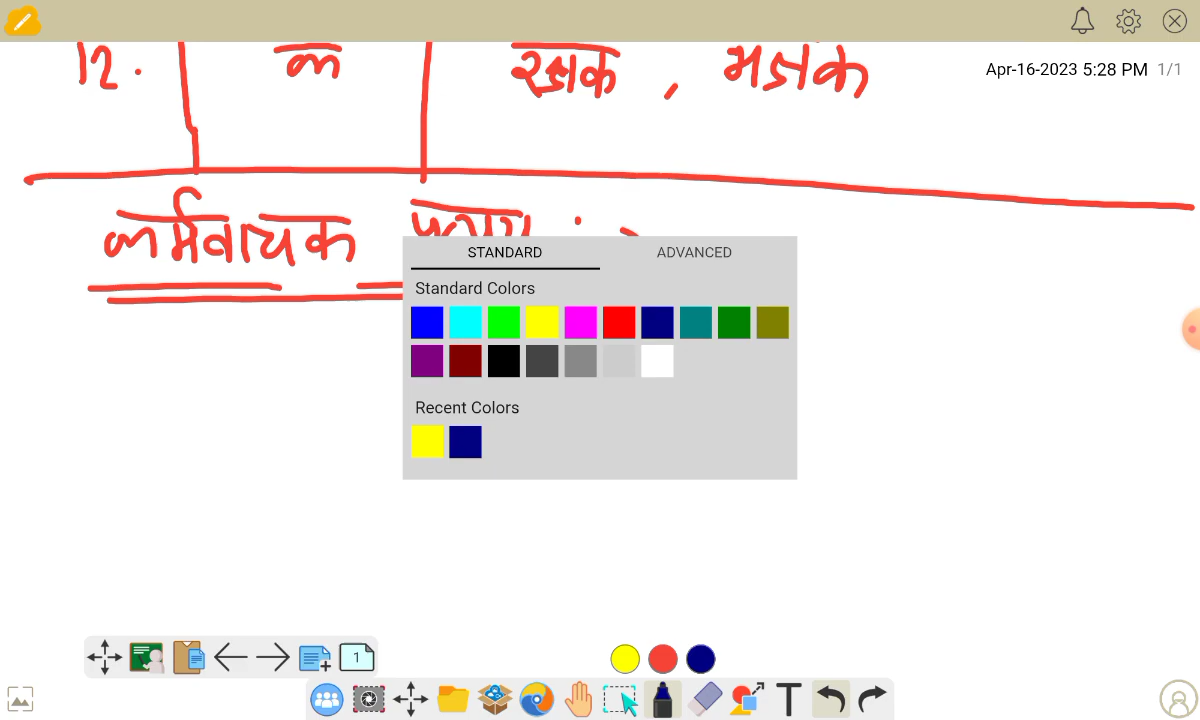 12. क रक्षक , भक्षक
Apr-16-2023 5:28 PM 1/1
कर्मवाचक
STANDARD ADVANCED
Standard Colors
Recent Colors
1
T